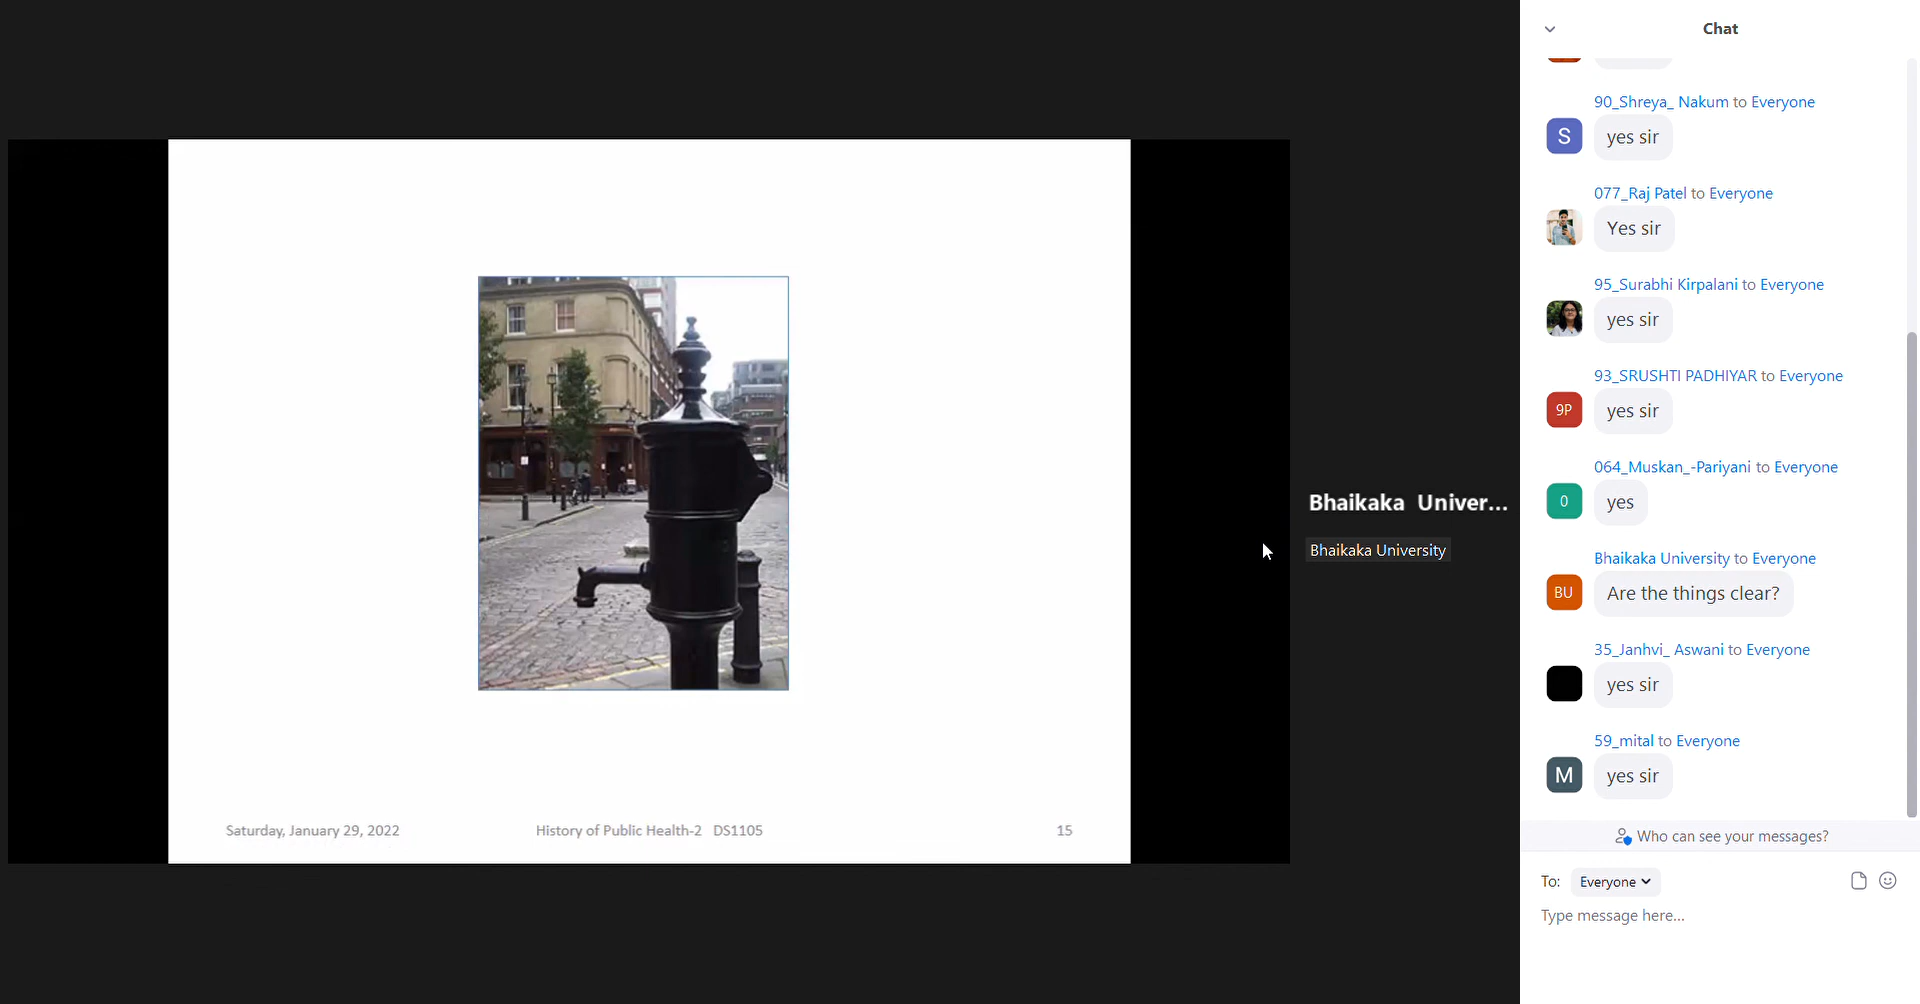 Saturday, January 29, 2022
History of Public Health-2 DS1105
15
Bhaikaka Univer...
Bhaikaka University
Chat
90_Shreya_ Nakum to Everyone
S
yes sir
077_Raj Patel to Everyone
Yes sir
95_Surabhi Kirpalani to Everyone
yes sir
93_SRUSHTI PADHIYAR to Everyone
9P
yes sir
064_Muskan_-Pariyani to Everyone
0
yes
Bhaikaka University to Everyone
BU
Are the things clear?
35_Janhvi_ Aswani to Everyone
yes sir
59_mital to Everyone
M
yes sir
Who can see your messages?
To: Everyone
Type message here...